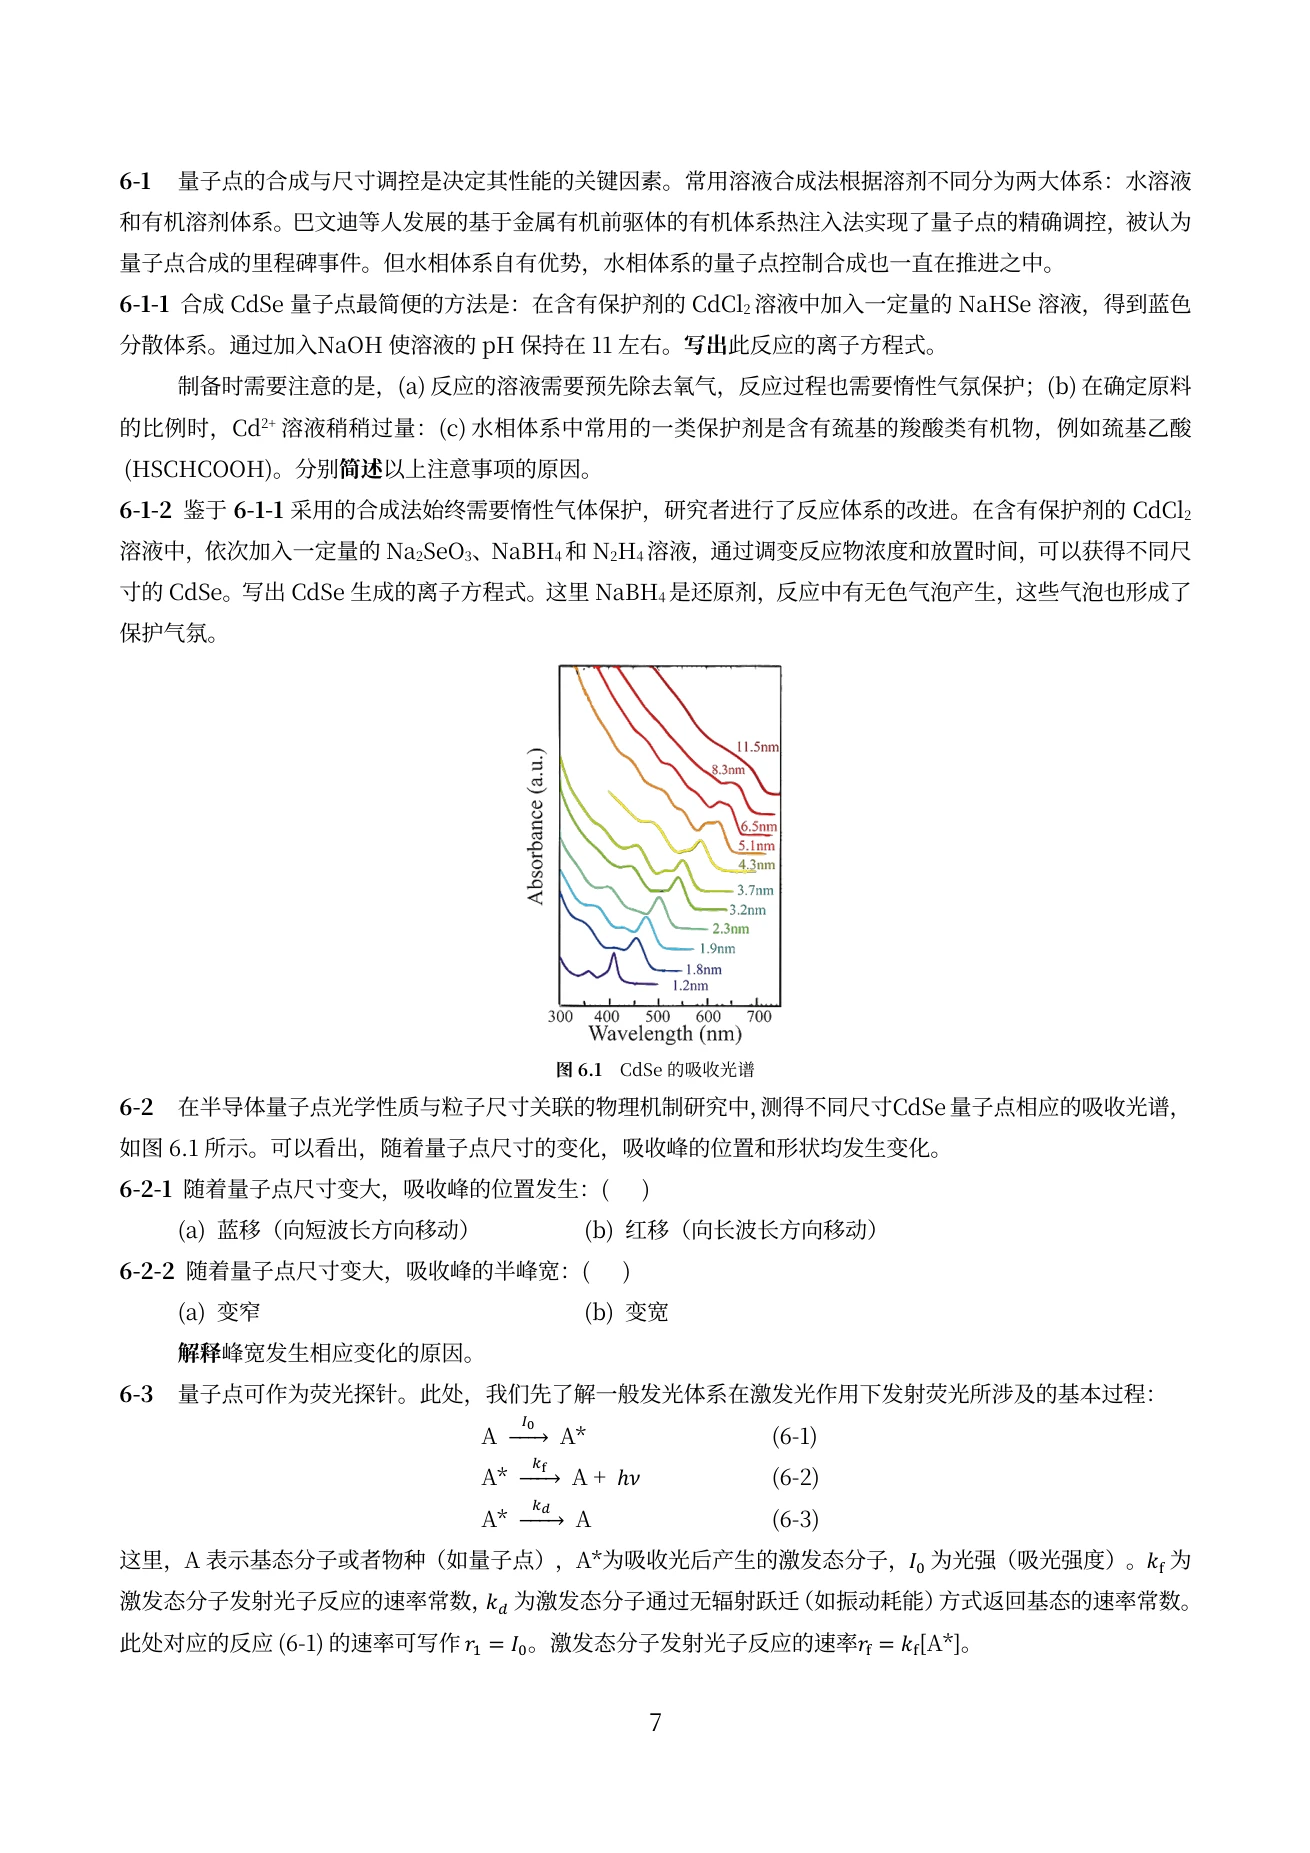 6-1 量子点的合成与尺寸调控是决定其性能的关键因素。常用溶液合成法根据溶剂不同分为两大体系：水溶液
和有机溶剂体系。巴文迪等人发展的基于金属有机前驱体的有机体系热注入法实现了量子点的精确调控，被认为
量子点合成的里程碑事件。但水相体系自有优势，水相体系的量子点控制合成也一直在推进之中。
6-1-1 合成 CdSe 量子点最简便的方法是：在含有保护剂的 CdCl₂ 溶液中加入一定量的 NaHSe 溶液，得到蓝色
分散体系。通过加入NaOH 使溶液的 pH 保持在 11 左右。写出此反应的离子方程式。
制备时需要注意的是，(a) 反应的溶液需要预先除去氧气，反应过程也需要惰性气氛保护；(b) 在确定原料
的比例时，Cd²⁺ 溶液稍稍过量：(c) 水相体系中常用的一类保护剂是含有巯基的羧酸类有机物，例如巯基乙酸
(HSCHCOOH)。分别简述以上注意事项的原因。
6-1-2 鉴于 6-1-1 采用的合成法始终需要惰性气体保护，研究者进行了反应体系的改进。在含有保护剂的 CdCl₂
溶液中，依次加入一定量的 Na₂SeO₃、NaBH₄ 和 N₂H₄ 溶液，通过调变反应物浓度和放置时间，可以获得不同尺
寸的 CdSe。写出 CdSe 生成的离子方程式。这里 NaBH₄ 是还原剂，反应中有无色气泡产生，这些气泡也形成了
保护气氛。
Absorbance (a.u.)
11.5nm
8.3nm
6.5nm
5.1nm
4.3nm
3.7nm
3.2nm
2.3nm
1.9nm
1.8nm
1.2nm
300 400 500 600 700
Wavelength (nm)
图 6.1 CdSe 的吸收光谱
6-2 在半导体量子点光学性质与粒子尺寸关联的物理机制研究中，测得不同尺寸CdSe 量子点相应的吸收光谱，
如图 6.1 所示。可以看出，随着量子点尺寸的变化，吸收峰的位置和形状均发生变化。
6-2-1 随着量子点尺寸变大，吸收峰的位置发生：( )
(a) 蓝移（向短波长方向移动） (b) 红移（向长波长方向移动）
6-2-2 随着量子点尺寸变大，吸收峰的半峰宽：( )
(a) 变窄 (b) 变宽
解释峰宽发生相应变化的原因。
6-3 量子点可作为荧光探针。此处，我们先了解一般发光体系在激发光作用下发射荧光所涉及的基本过程：
A —I₀→ A* (6-1)
A* —k_f→ A + hν (6-2)
A* —k_d→ A (6-3)
这里，A 表示基态分子或者物种（如量子点），A*为吸收光后产生的激发态分子，I₀ 为光强（吸光强度）。k_f 为
激发态分子发射光子反应的速率常数, k_d 为激发态分子通过无辐射跃迁（如振动耗能）方式返回基态的速率常数。
此处对应的反应 (6-1) 的速率可写作 r₁ = I₀。激发态分子发射光子反应的速率r_f = k_f[A*]。
7